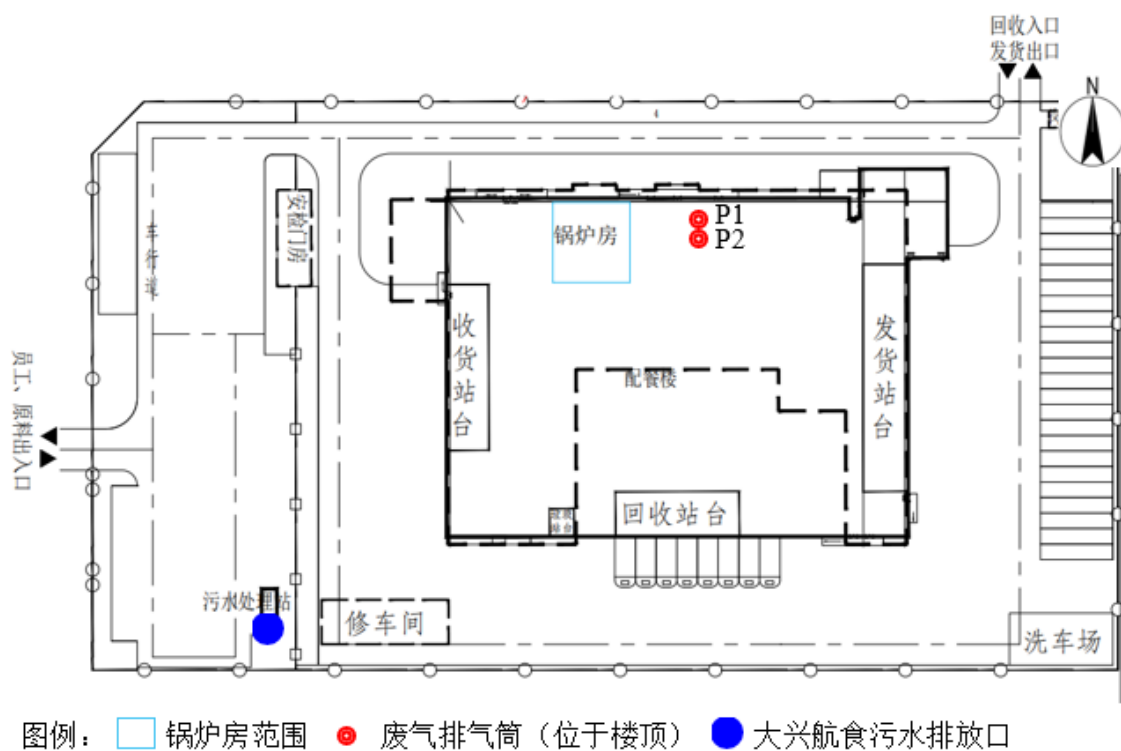 回收入口
发货出口
N
安检门房
车行道
锅炉房
P1
P2
收货站台
发货站台
配餐楼
员工、原料出入口
回收站台
污水处理站
修车间
洗车场
图例：
锅炉房范围
废气排气筒（位于楼顶）
大兴航食污水排放口